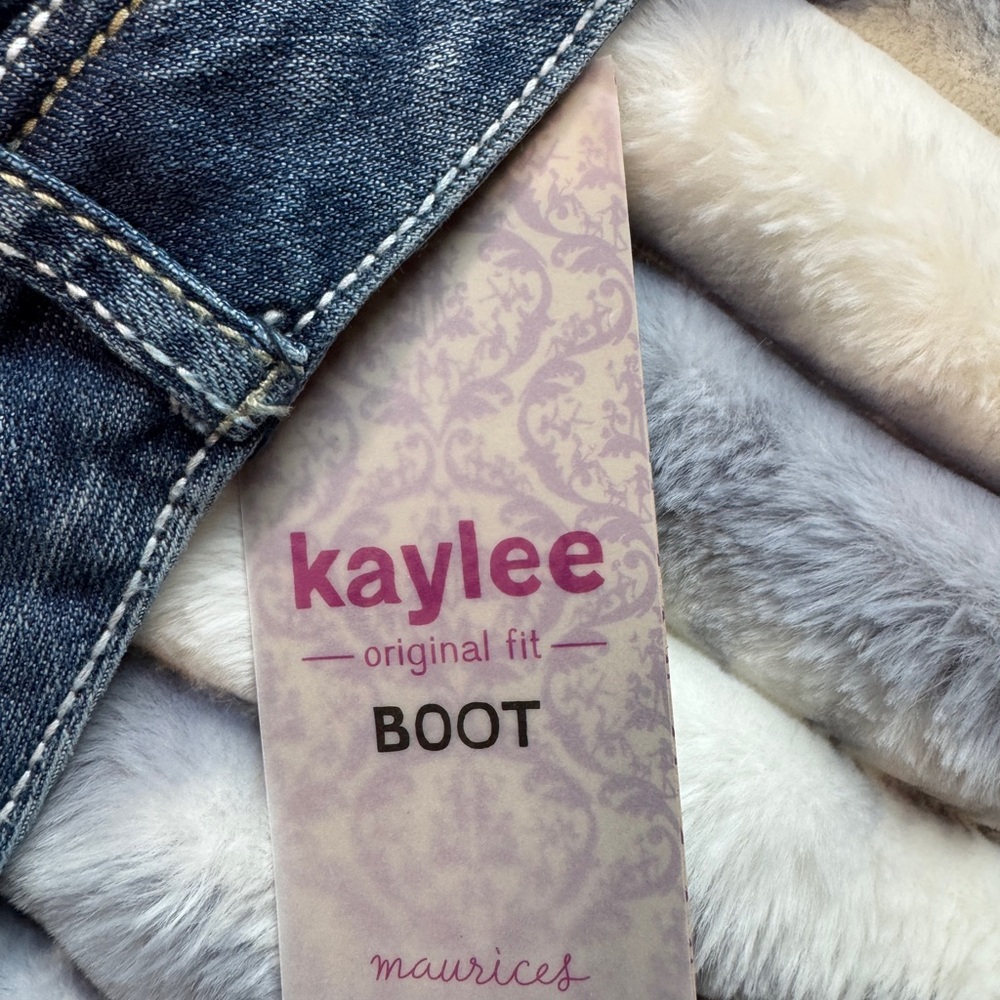 kaylee
original fit
BOOT
maurices